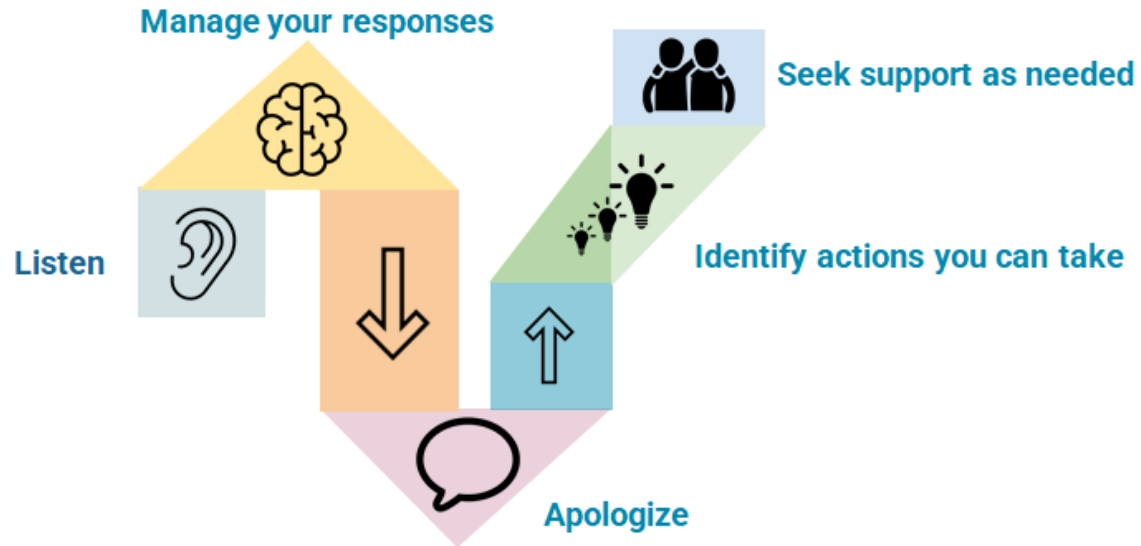 Manage your responses
Seek support as needed
Listen
Identify actions you can take
Apologize